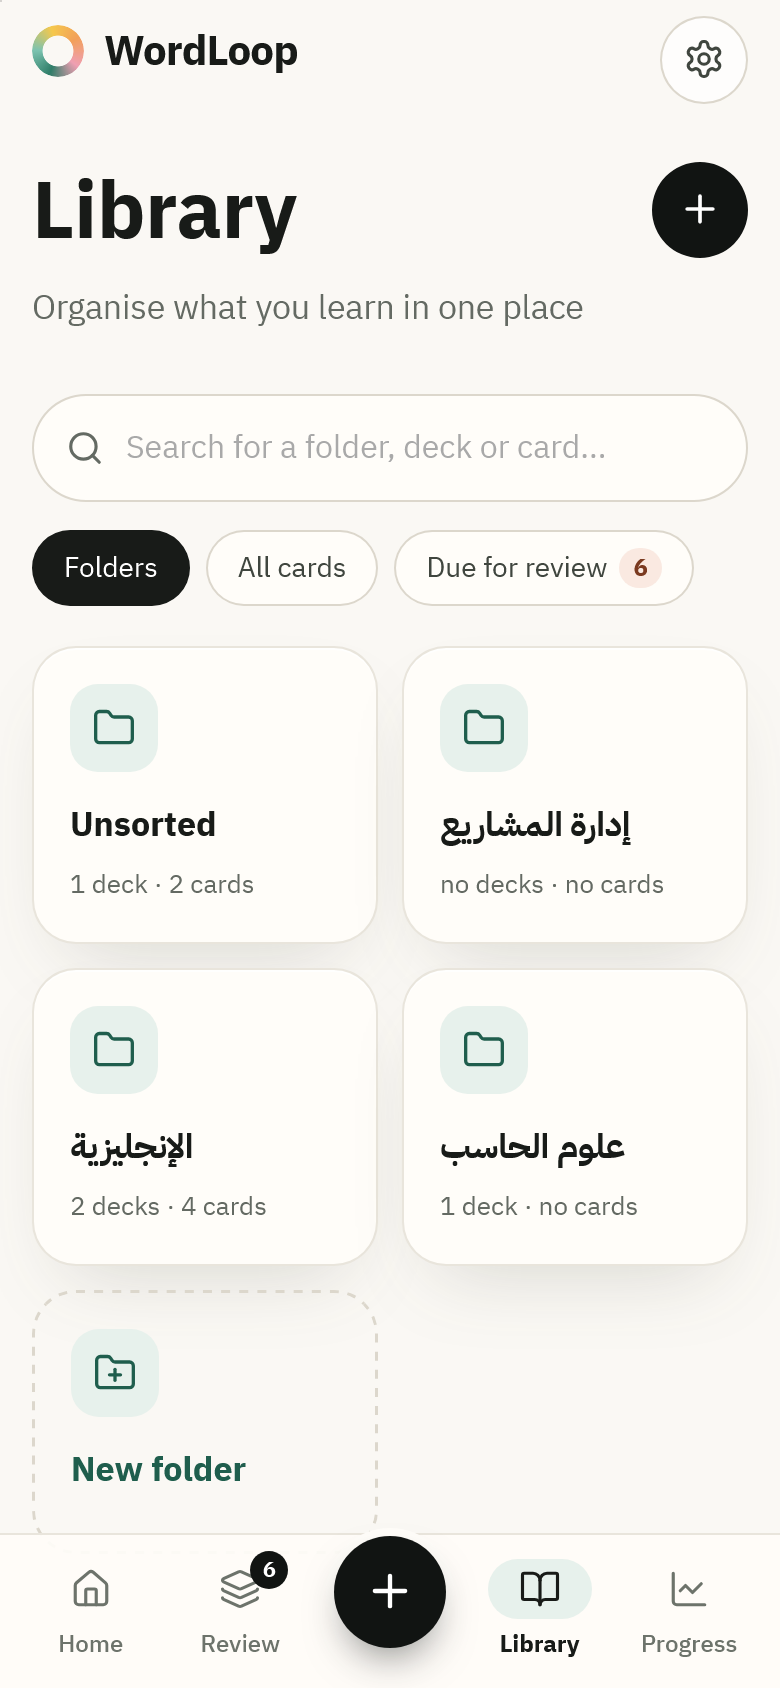 WordLoop
Library
Organise what you learn in one place
Search for a folder, deck or card...
Folders
All cards
Due for review 6
Unsorted
1 deck · 2 cards
إدارة المشاريع
no decks · no cards
الإنجليزية
2 decks · 4 cards
علوم الحاسب
1 deck · no cards
New folder
6
Home
Review
Library
Progress